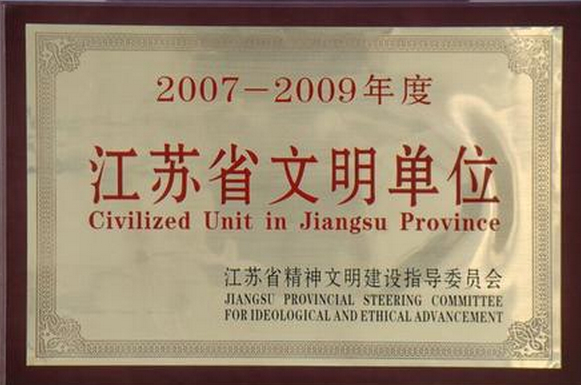 2007－2009年度
江苏省文明单位
Civilized Unit in Jiangsu Province
江苏省精神文明建设指导委员会
JIANGSU PROVINCIAL STEERING COMMITTEE
FOR IDEOLOGICAL AND ETHICAL ADVANCEMENT